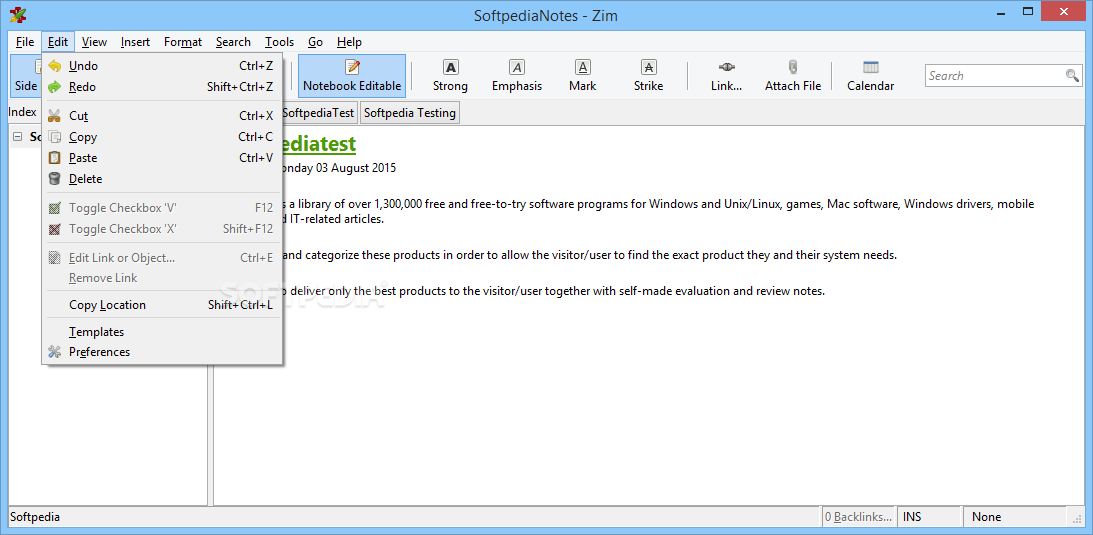 SoftpediaNotes - Zim
File Edit View Insert Format Search Tools Go Help
Side Notebook Editable Strong Emphasis Mark Strike Link... Attach File Calendar Search
Undo Ctrl+Z
Redo Shift+Ctrl+Z
Cut Ctrl+X
Copy Ctrl+C
Paste Ctrl+V
Delete
Toggle Checkbox 'V' F12
Toggle Checkbox 'X' Shift+F12
Edit Link or Object... Ctrl+E
Remove Link
Copy Location Shift+Ctrl+L
Templates
Preferences
Index SoftpediaTest Softpedia Testing
So
ediatest
onday 03 August 2015
s a library of over 1,300,000 free and free-to-try software programs for Windows and Unix/Linux, games, Mac software, Windows drivers, mobile
d IT-related articles.
and categorize these products in order to allow the visitor/user to find the exact product they and their system needs.
o deliver only the best products to the visitor/user together with self-made evaluation and review notes.
SOFTPEDIA
Softpedia 0 Backlinks... INS None